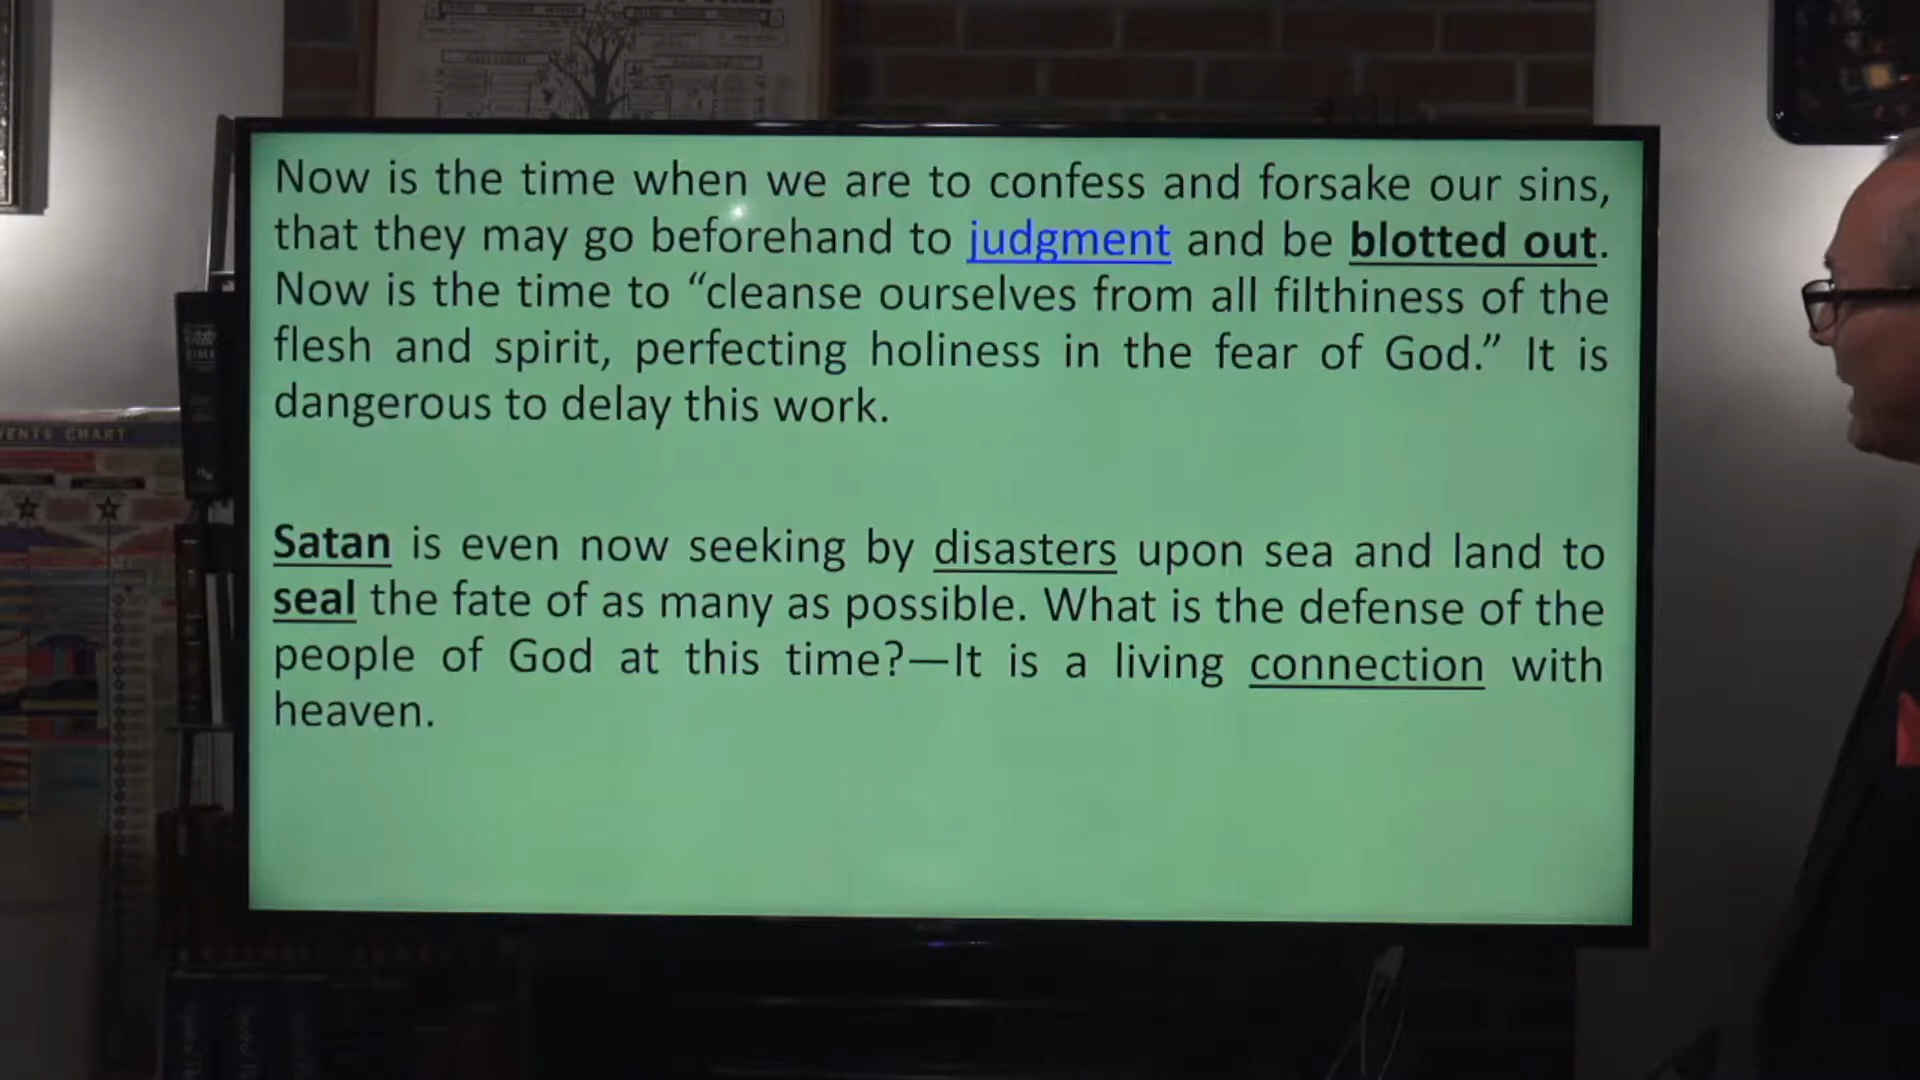 Now is the time when we are to confess and forsake our sins,
that they may go beforehand to judgment and be blotted out.
Now is the time to “cleanse ourselves from all filthiness of the
flesh and spirit, perfecting holiness in the fear of God.” It is
dangerous to delay this work.
Satan is even now seeking by disasters upon sea and land to
seal the fate of as many as possible. What is the defense of the
people of God at this time?—It is a living connection with
heaven.
VENTS CHART